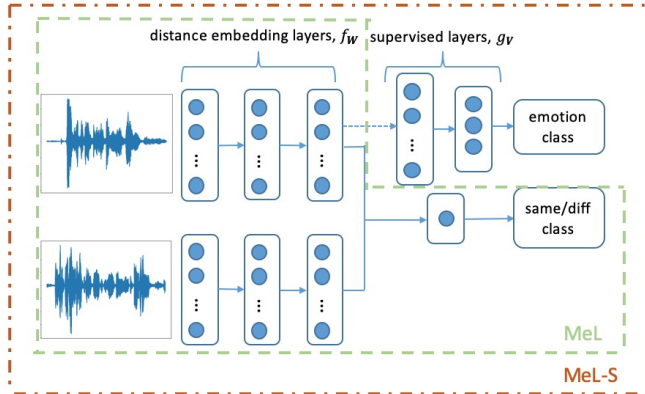 distance embedding layers, f_W supervised layers, g_V
emotion
class
same/diff
class
MeL
MeL-S